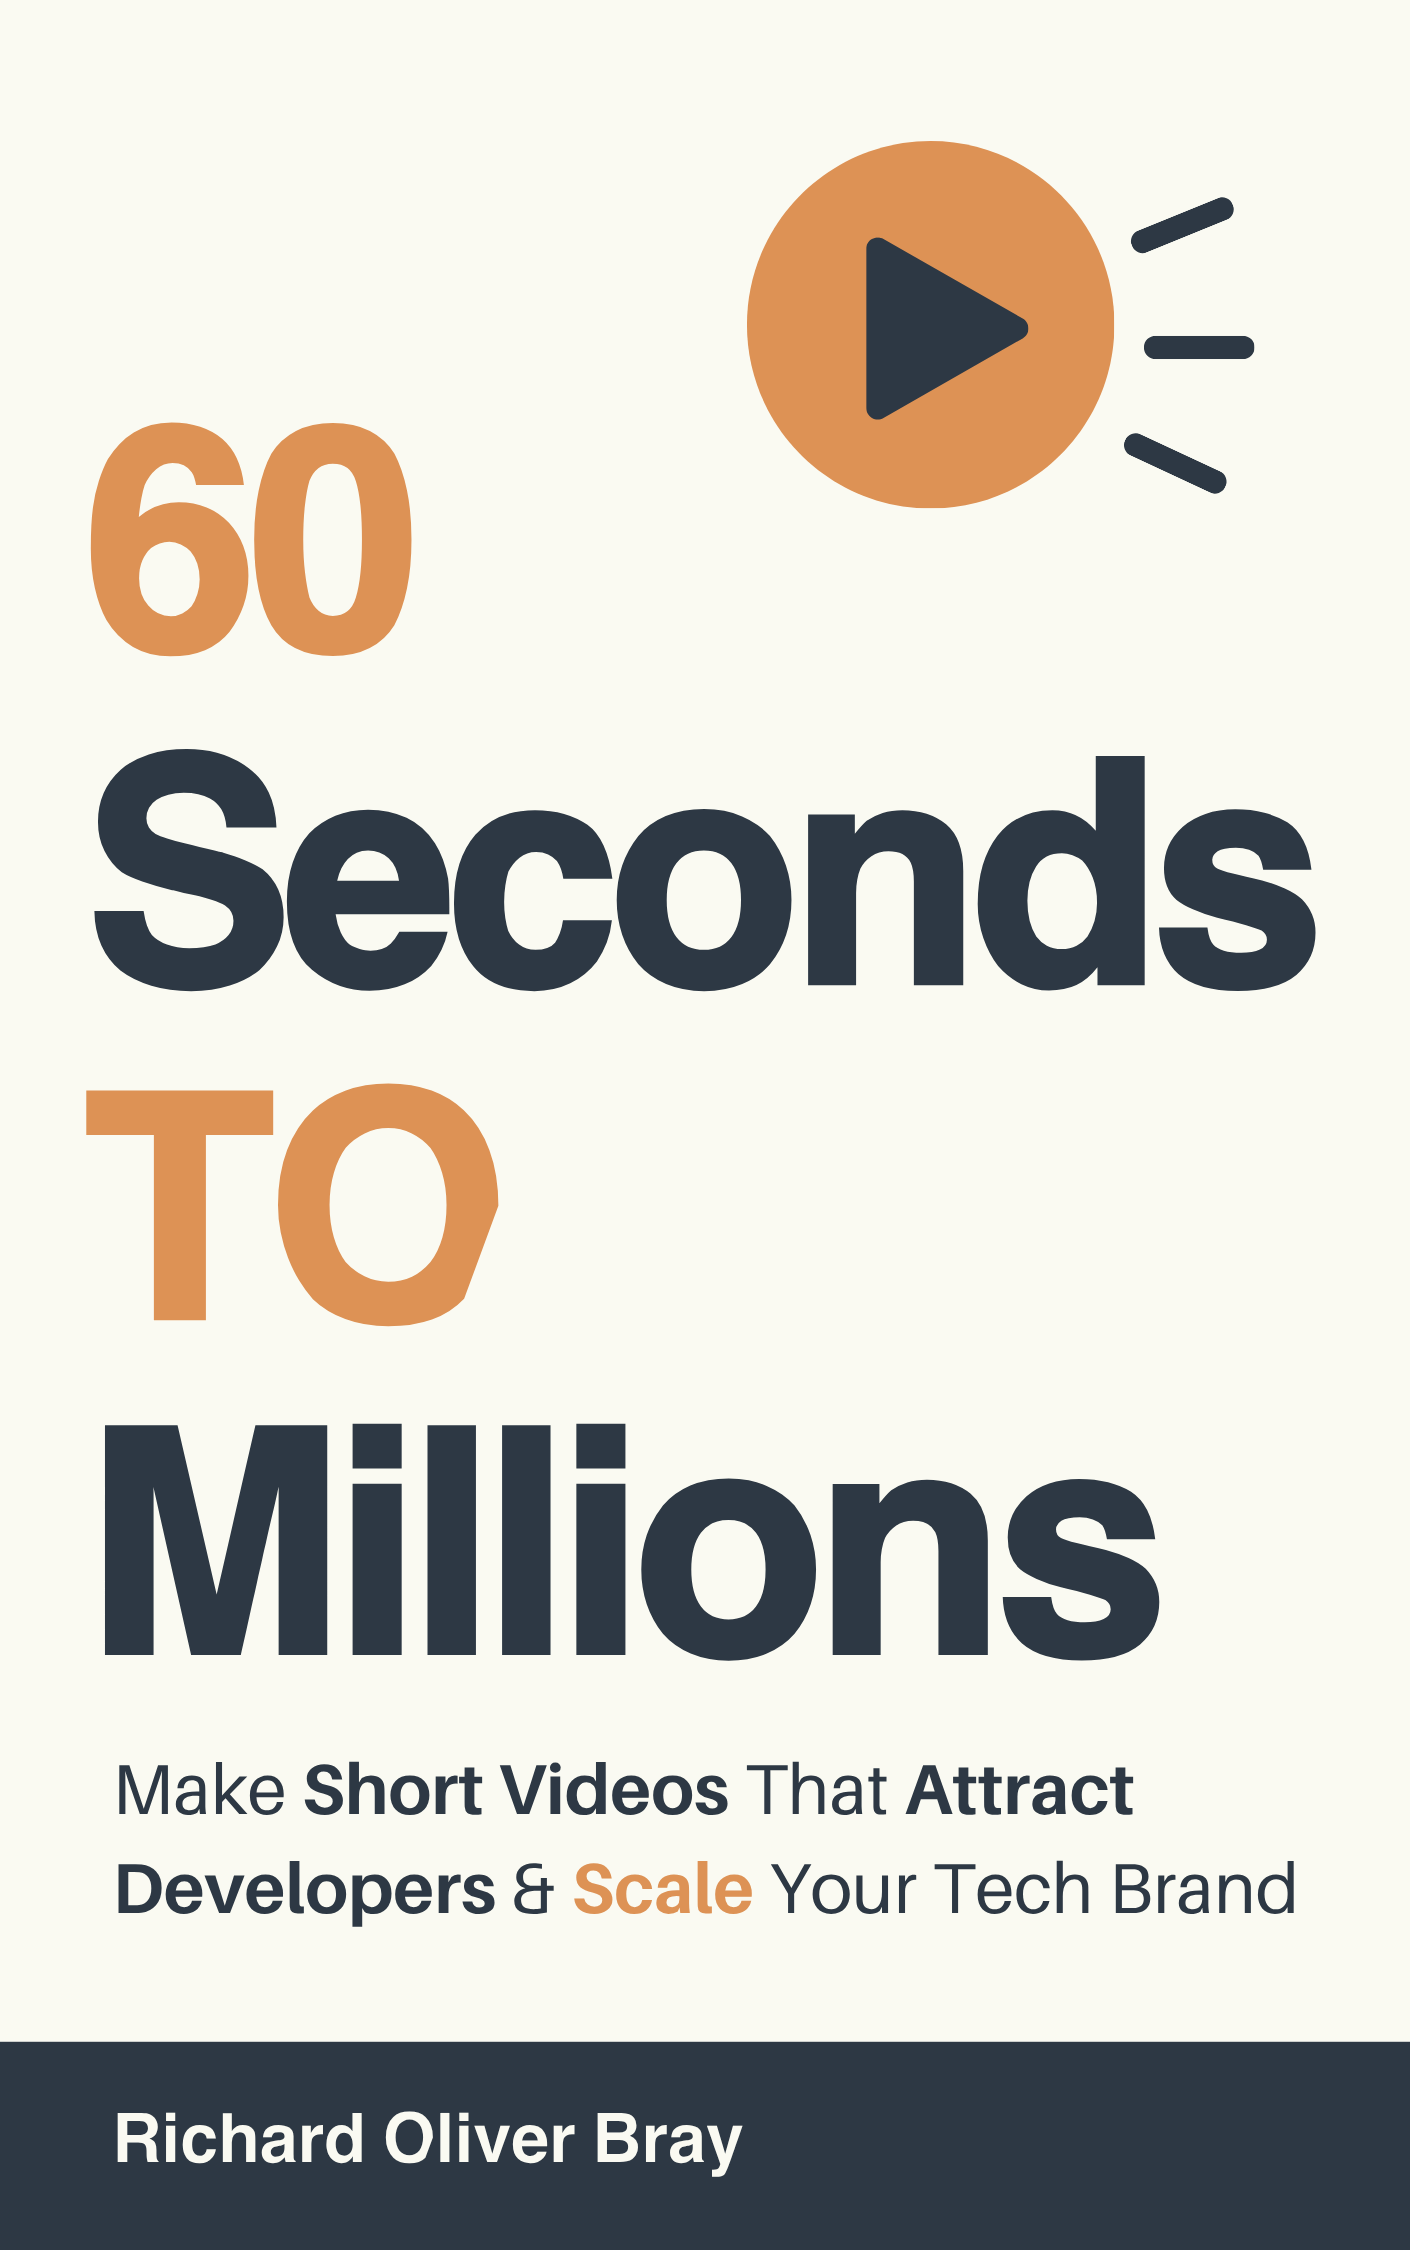 60
Seconds
TO
Millions
Make Short Videos That Attract
Developers & Scale Your Tech Brand
Richard Oliver Bray